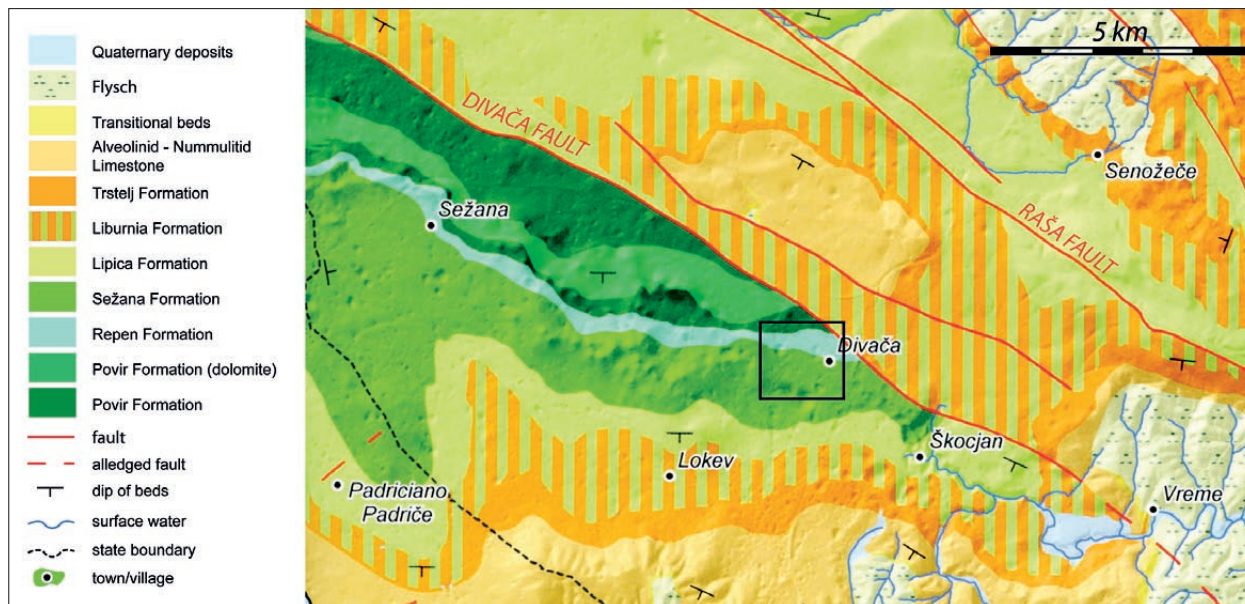 Quaternary deposits
Flysch
Transitional beds
Alveolinid - Nummulitid
Limestone
Trstelj Formation
Liburnia Formation
Lipica Formation
Sežana Formation
Repen Formation
Povir Formation (dolomite)
Povir Formation
fault
alledged fault
dip of beds
surface water
state boundary
town/village
5 km
DIVAČA FAULT
RAŠA FAULT
Senožeče
Sežana
Divača
Škocjan
Lokev
Padriciano
Padriče
Vreme